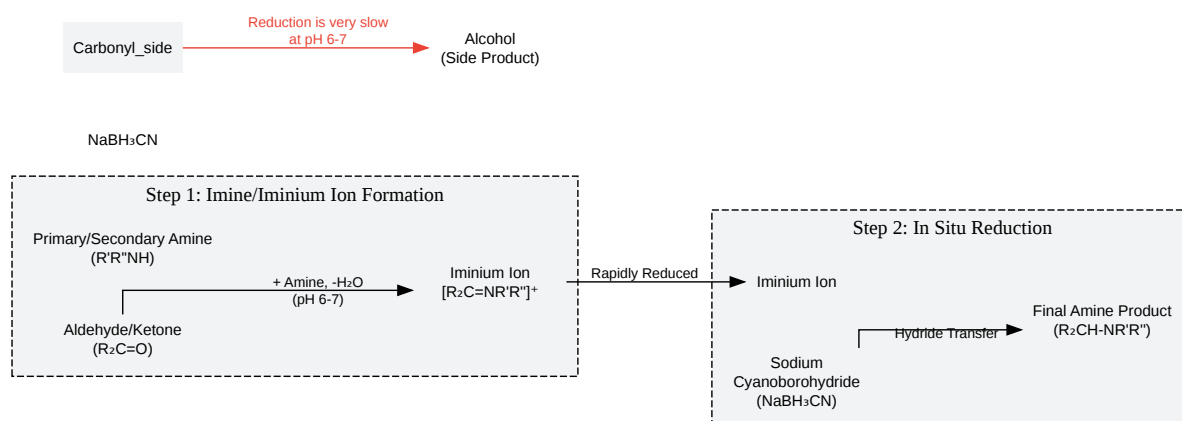 Reduction is very slow
at pH 6-7
Carbonyl_side
Alcohol
(Side Product)
NaBH₃CN
Step 1: Imine/Iminium Ion Formation
Primary/Secondary Amine
(R'R"NH)
+ Amine, -H₂O
(pH 6-7)
Iminium Ion
[R₂C=NR'R"]⁺
Aldehyde/Ketone
(R₂C=O)
Rapidly Reduced
Step 2: In Situ Reduction
Iminium Ion
Final Amine Product
(R₂CH-NR'R")
Hydride Transfer
Sodium
Cyanoborohydride
(NaBH₃CN)